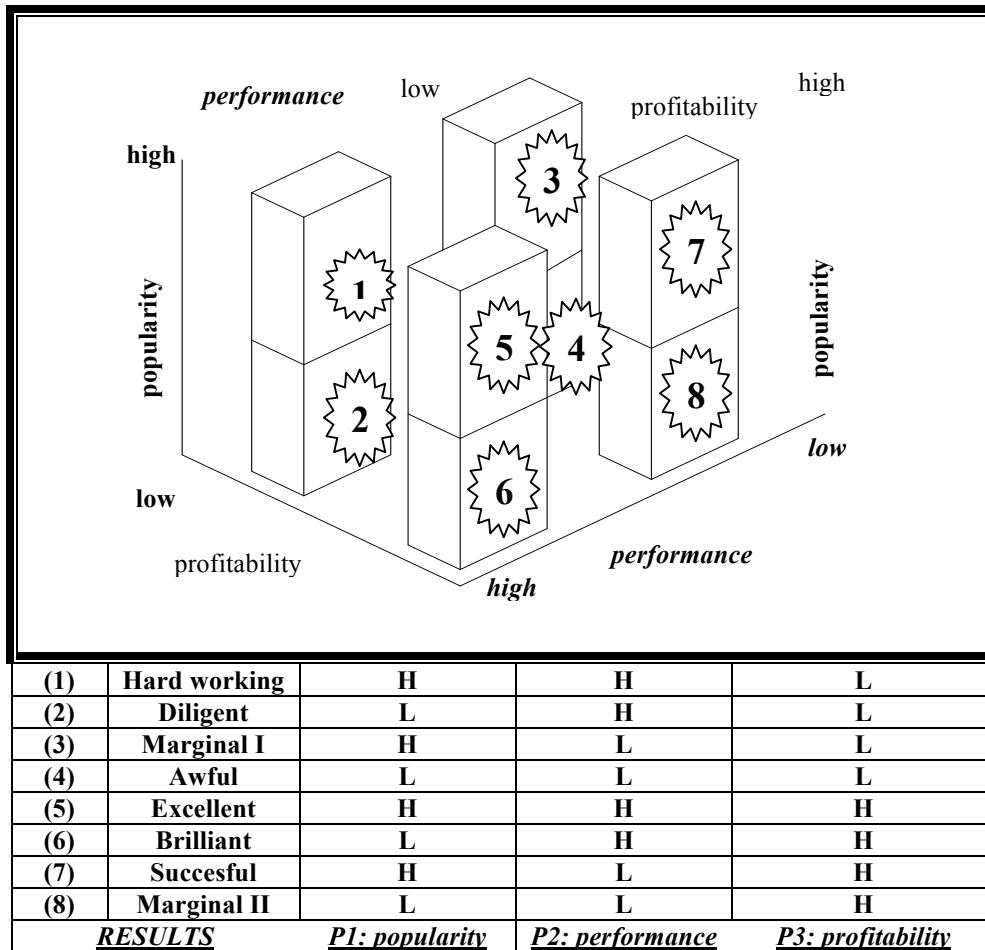 performance
low
high
profitability
high
3
7
1
popularity
popularity
5
4
8
2
low
low
6
profitability
performance
high
(1) Hard working H H L
(2) Diligent L H L
(3) Marginal I H L L
(4) Awful L L L
(5) Excellent H H H
(6) Brilliant L H H
(7) Succesful H L H
(8) Marginal II L L H
RESULTS P1: popularity P2: performance P3: profitability